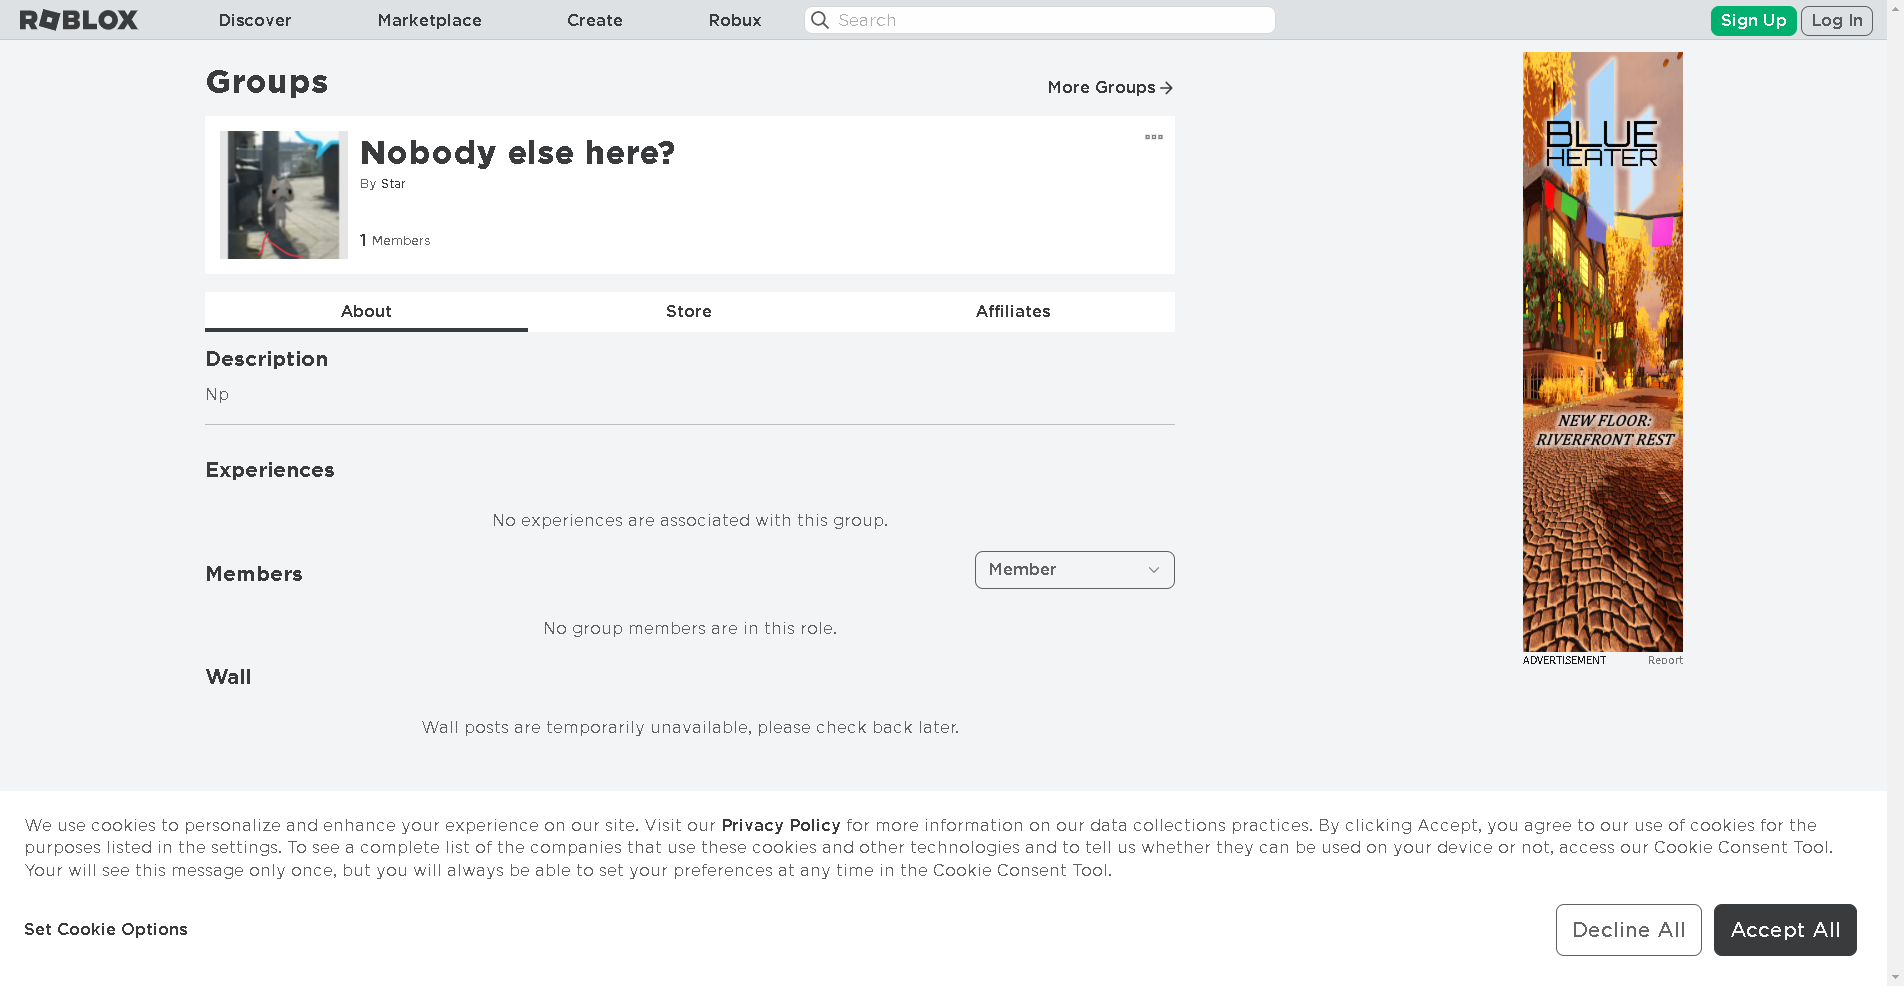 ROBLOX Discover Marketplace Create Robux Search Sign Up Log In
Groups
More Groups
Nobody else here?
By Star
1 Members
About Store Affiliates
Description
Np
Experiences
No experiences are associated with this group.
Members
Member
No group members are in this role.
Wall
Wall posts are temporarily unavailable, please check back later.
BLUE
HEATER
NEW FLOOR:
RIVERFRONT REST
ADVERTISEMENT Report
We use cookies to personalize and enhance your experience on our site. Visit our Privacy Policy for more information on our data collections practices. By clicking Accept, you agree to our use of cookies for the
purposes listed in the settings. To see a complete list of the companies that use these cookies and other technologies and to tell us whether they can be used on your device or not, access our Cookie Consent Tool.
Your will see this message only once, but you will always be able to set your preferences at any time in the Cookie Consent Tool.
Set Cookie Options
Decline All
Accept All